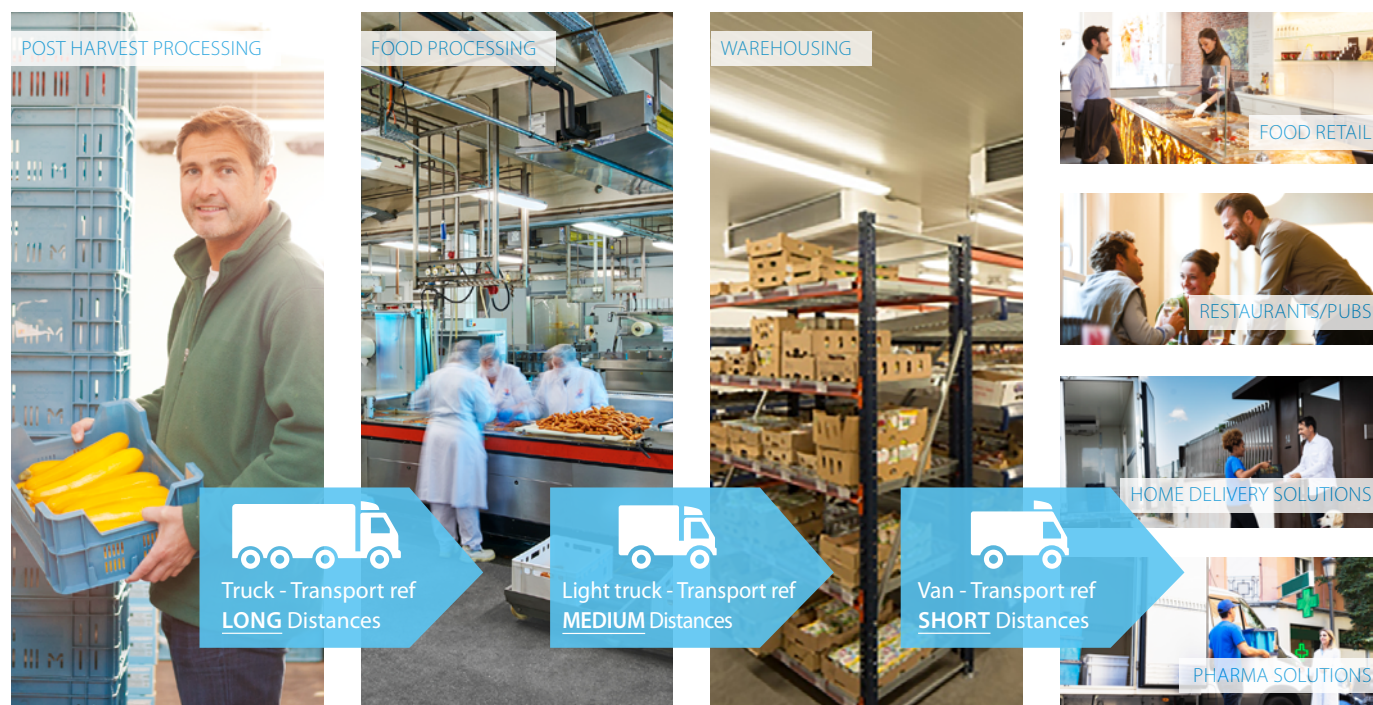 POST HARVEST PROCESSING
FOOD PROCESSING
WAREHOUSING
FOOD RETAIL
RESTAURANTS/PUBS
HOME DELIVERY SOLUTIONS
PHARMA SOLUTIONS
Truck - Transport ref
LONG Distances
Light truck - Transport ref
MEDIUM Distances
Van - Transport ref
SHORT Distances